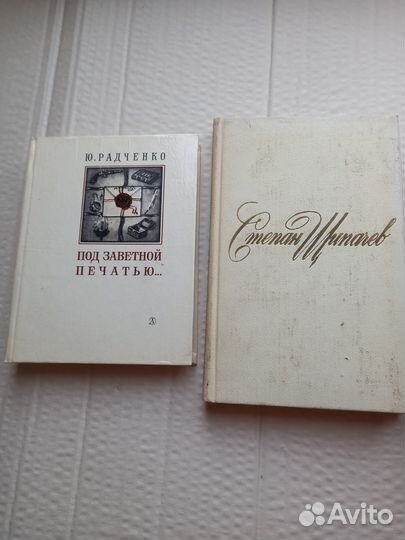 Ю. РАДЧЕНКО
ПОД ЗАВЕТНОЙ
ПЕЧАТЬЮ...
Степан Щипачев
Avito